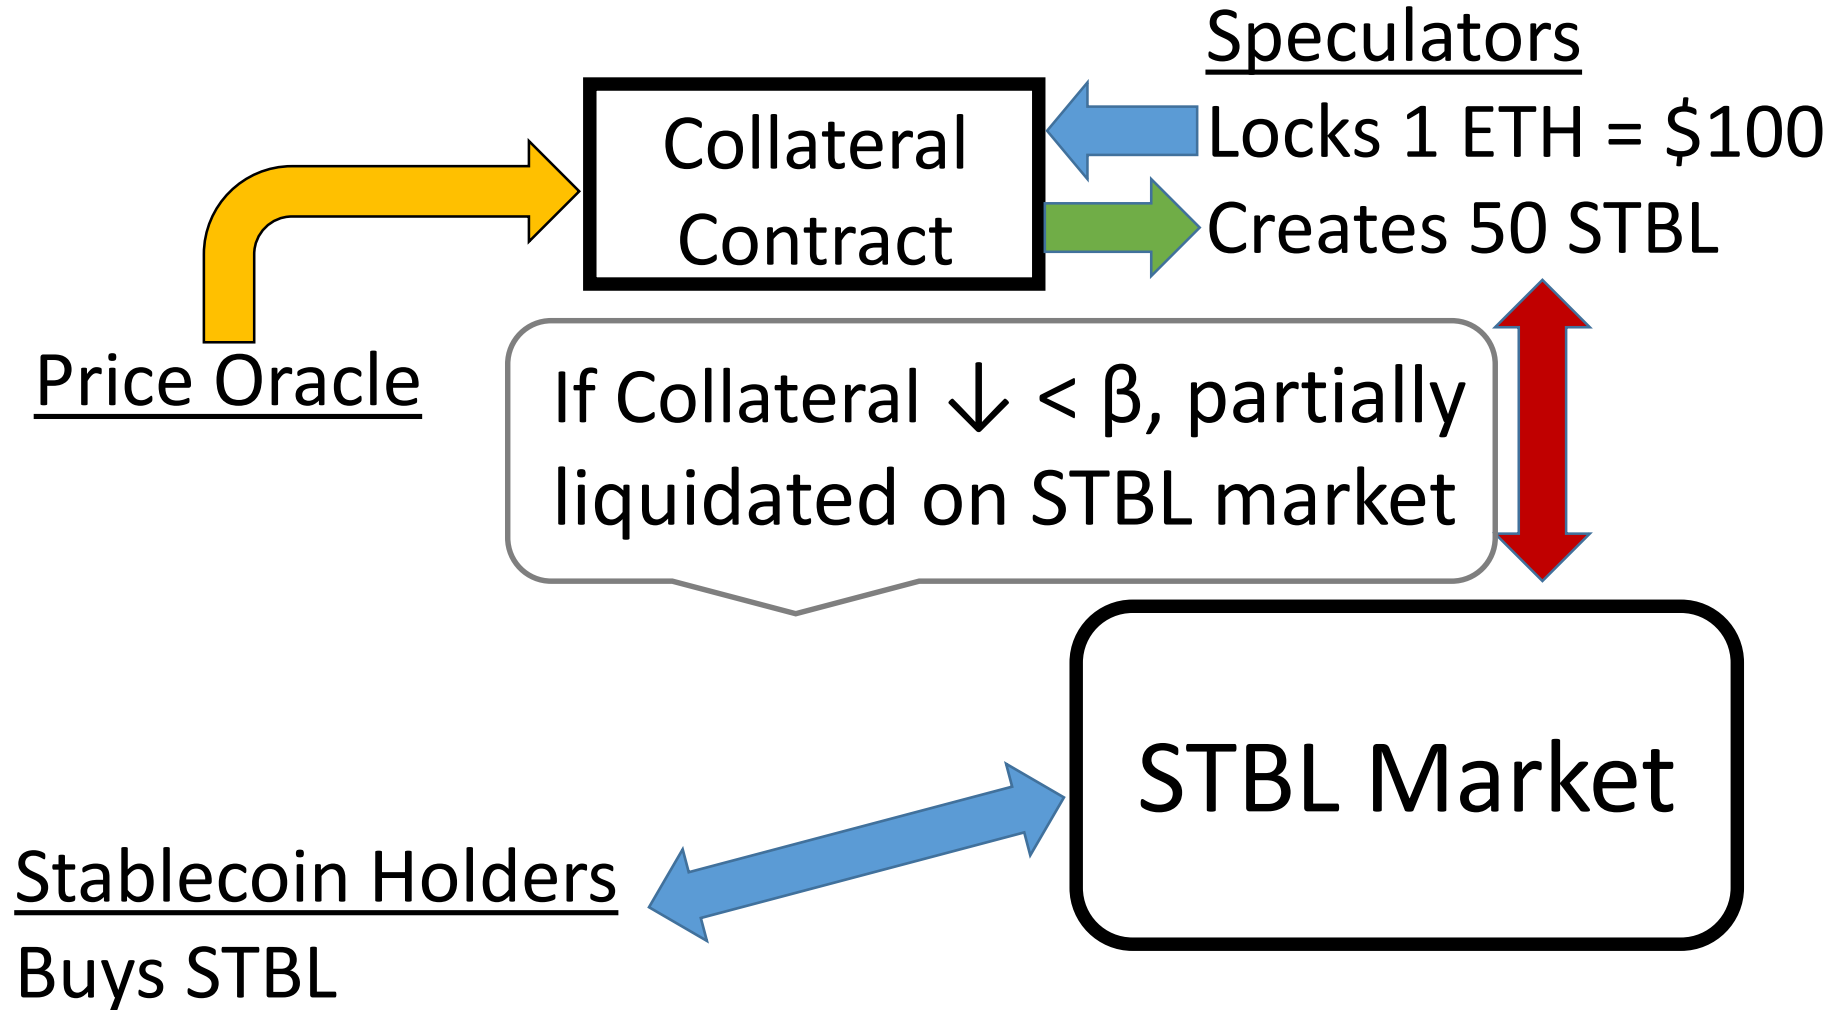 Speculators
Collateral
Contract
Locks 1 ETH = $100
Creates 50 STBL
Price Oracle
If Collateral ↓ < β, partially
liquidated on STBL market
STBL Market
Stablecoin Holders
Buys STBL